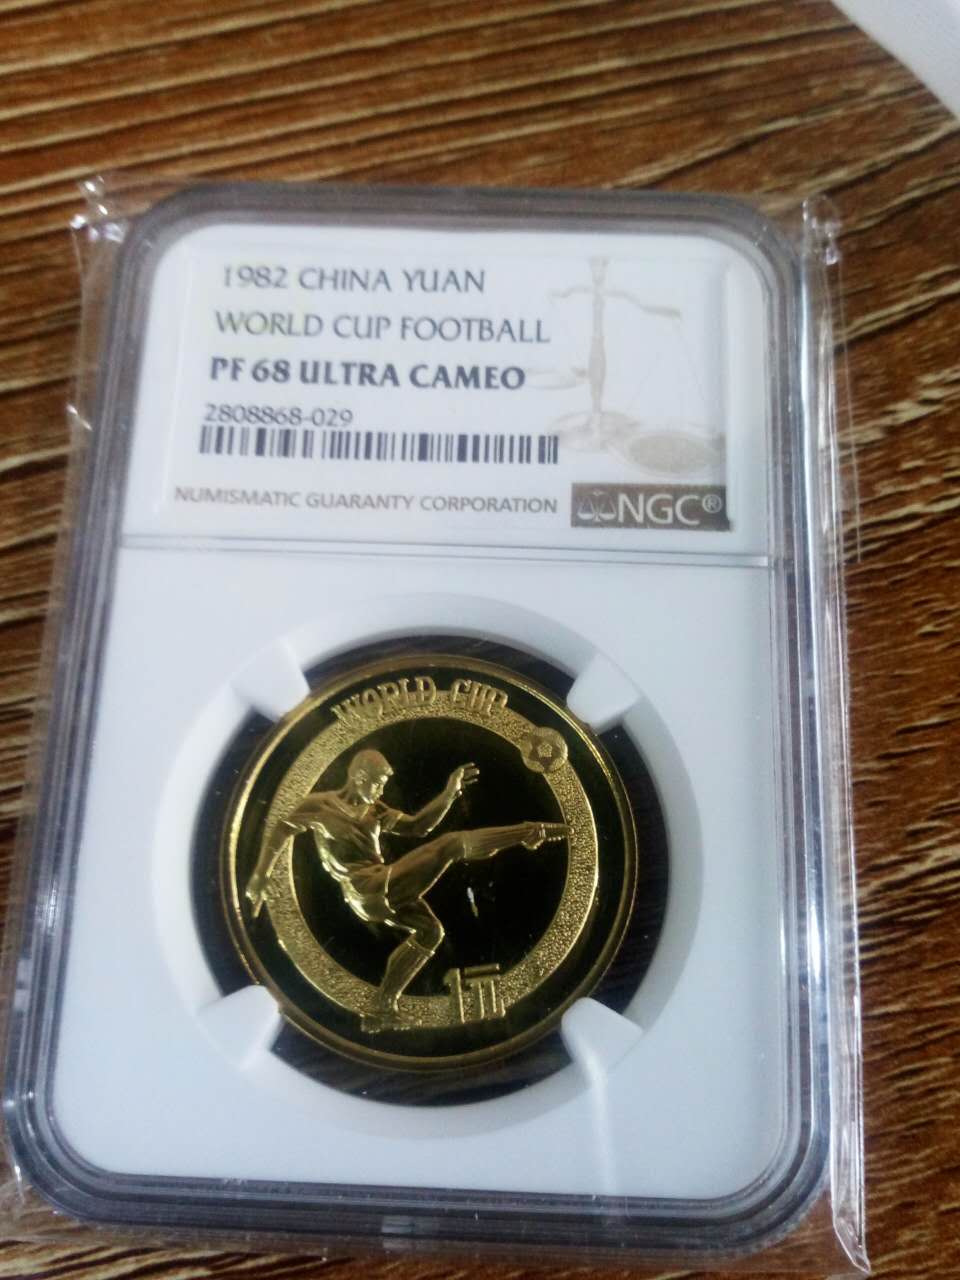 1982 CHINA YUAN
WORLD CUP FOOTBALL
PF 68 ULTRA CAMEO
2808868-029
NUMISMATIC GUARANTY CORPORATION
NGC®
WORLD CUP
1元